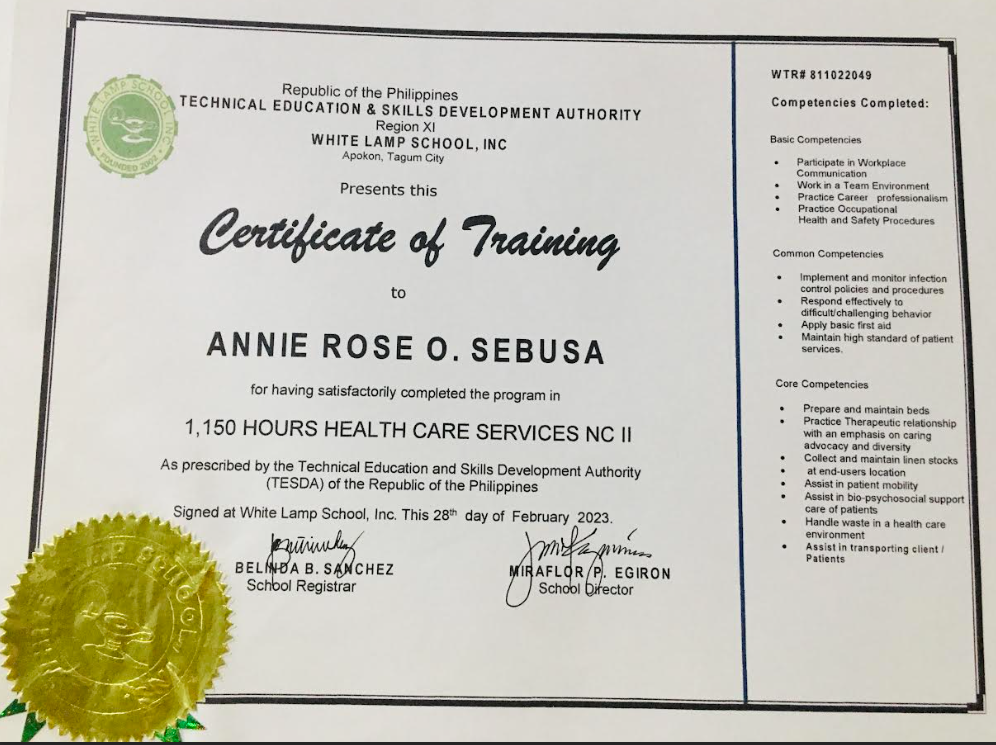 WHITE LAMP SCHOOL, INC.
FOUNDED 2002
Republic of the Philippines
TECHNICAL EDUCATION & SKILLS DEVELOPMENT AUTHORITY
Region XI
WHITE LAMP SCHOOL, INC
Apokon, Tagum City
Presents this
Certificate of Training
to
ANNIE ROSE O. SEBUSA
for having satisfactorily completed the program in
1,150 HOURS HEALTH CARE SERVICES NC II
As prescribed by the Technical Education and Skills Development Authority
(TESDA) of the Republic of the Philippines
Signed at White Lamp School, Inc. This 28th day of February 2023.
BELINDA B. SANCHEZ
School Registrar
MIRAFLOR P. EGIRON
School Director
WTR# 811022049
Competencies Completed:
Basic Competencies
• Participate in Workplace
Communication
• Work in a Team Environment
• Practice Career professionalism
• Practice Occupational
Health and Safety Procedures
Common Competencies
• Implement and monitor infection
control policies and procedures
• Respond effectively to
difficult/challenging behavior
• Apply basic first aid
• Maintain high standard of patient
services.
Core Competencies
• Prepare and maintain beds
• Practice Therapeutic relationship
with an emphasis on caring
advocacy and diversity
• Collect and maintain linen stocks
• at end-users location
• Assist in patient mobility
• Assist in bio-psychosocial support
care of patients
• Handle waste in a health care
environment
• Assist in transporting client /
Patients